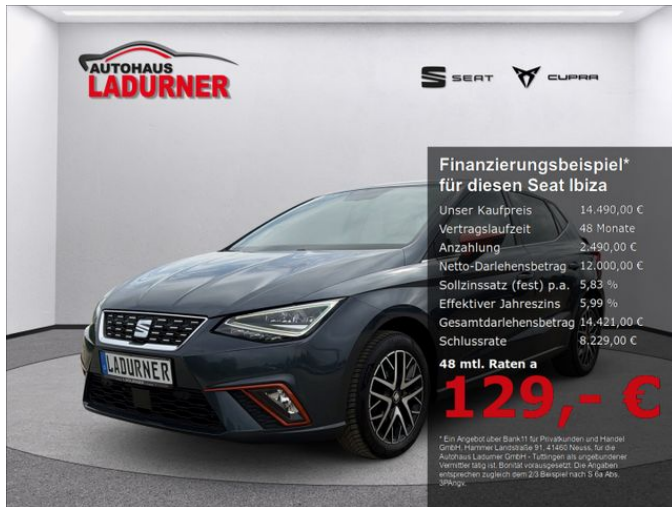 AUTOHAUS
LADURNER
SEAT CUPRA
Finanzierungsbeispiel*
für diesen Seat Ibiza
Unser Kaufpreis 14.490,00 €
Vertragslaufzeit 48 Monate
Anzahlung 2.490,00 €
Netto-Darlehensbetrag 12.000,00 €
Sollzinssatz (fest) p.a. 5,83 %
Effektiver Jahreszins 5,99 %
Gesamtdarlehensbetrag 14.421,00 €
Schlussrate 8.229,00 €
48 mtl. Raten a
129,- €
LADURNER
* Ein Angebot über Bank11 für Privatkunden und Handel
GmbH, Hammer Landstraße 91, 41460 Neuss, für die
Autohaus Ladurner GmbH - Tuttlingen als ungebundener
Vermittler tätig ist. Bonität vorausgesetzt. Die Angaben
entsprechen zugleich dem 2/3 Beispiel nach § 6a Abs.
3PAngv.